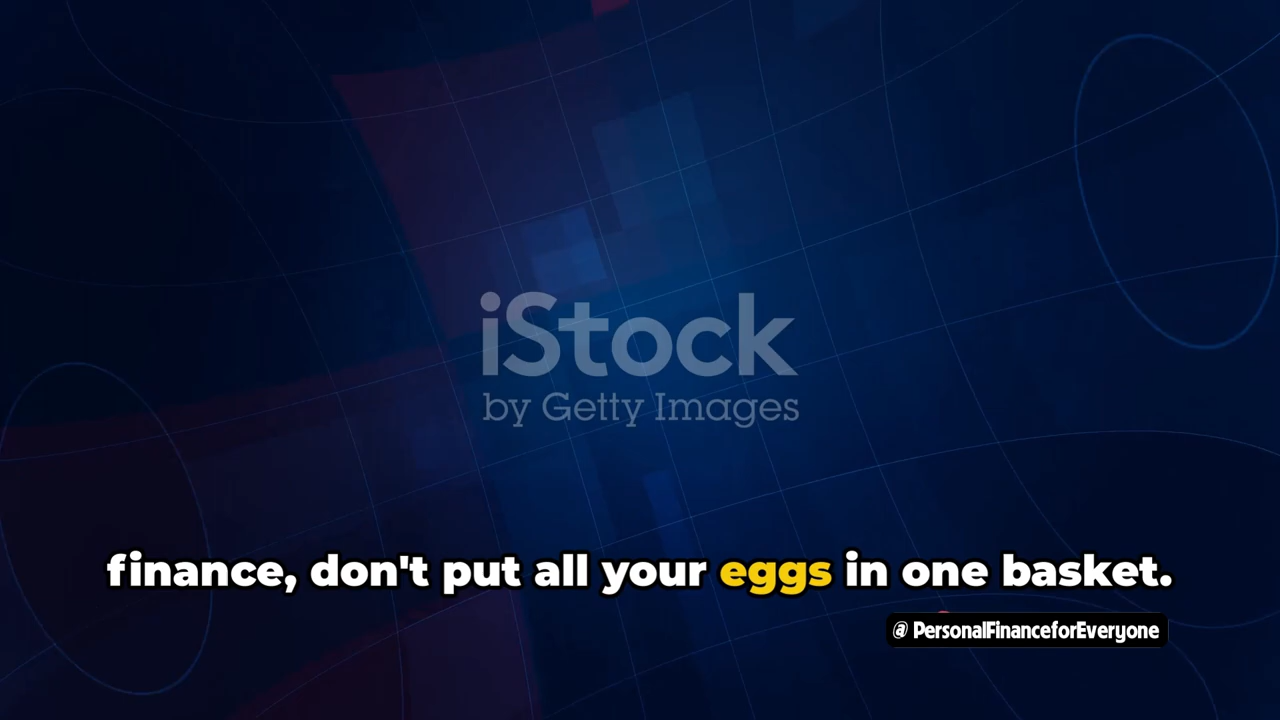 iStock
by Getty Images
finance, don't put all your eggs in one basket.
@ PersonalFinanceforEveryone